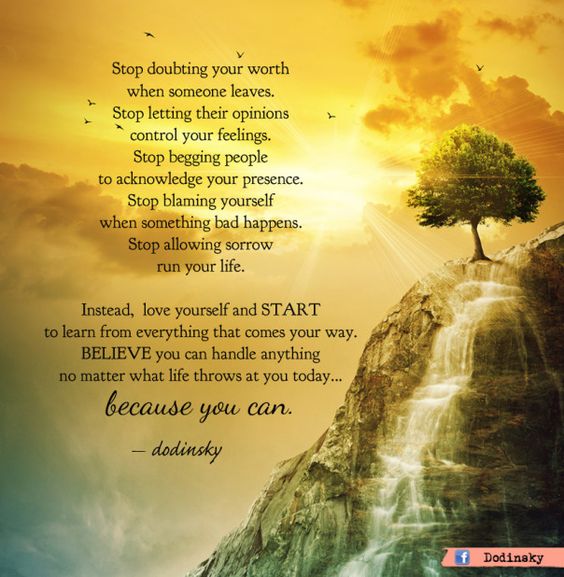 Stop doubting your worth
when someone leaves.
Stop letting their opinions
control your feelings.
Stop begging people
to acknowledge your presence.
Stop blaming yourself
when something bad happens.
Stop allowing sorrow
run your life.
Instead, love yourself and START
to learn from everything that comes your way.
BELIEVE you can handle anything
no matter what life throws at you today...
because you can.
– dodinsky
f Dodinsky